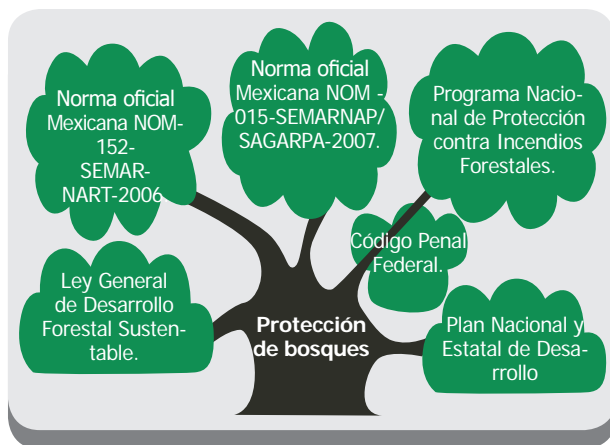 Norma oficial
Mexicana NOM-
152-
SEMAR-
NART-2006
Norma oficial
Mexicana NOM -
015-SEMARNAP/
SAGARPA-2007.
Programa Nacio-
nal de Protección
contra Incendios
Forestales.
Código Penal
Federal.
Ley General
de Desarrollo
Forestal Susten-
table.
Protección
de bosques
Plan Nacional y
Estatal de Desa-
rrollo